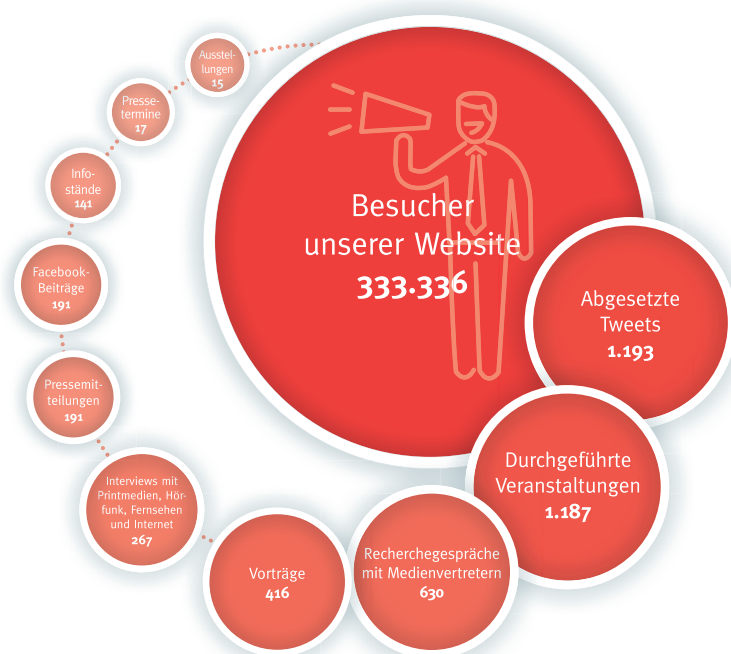 Besucher
unserer Website
333.336
Abgesetzte
Tweets
1.193
Durchgeführte
Veranstaltungen
1.187
Recherchegespräche
mit Medienvertretern
630
Vorträge
416
Interviews mit
Printmedien, Hör-
funk, Fernsehen
und Internet
267
Pressemit-
teilungen
191
Facebook-
Beiträge
191
Info-
stände
141
Presse-
termine
17
Ausstel-
lungen
15